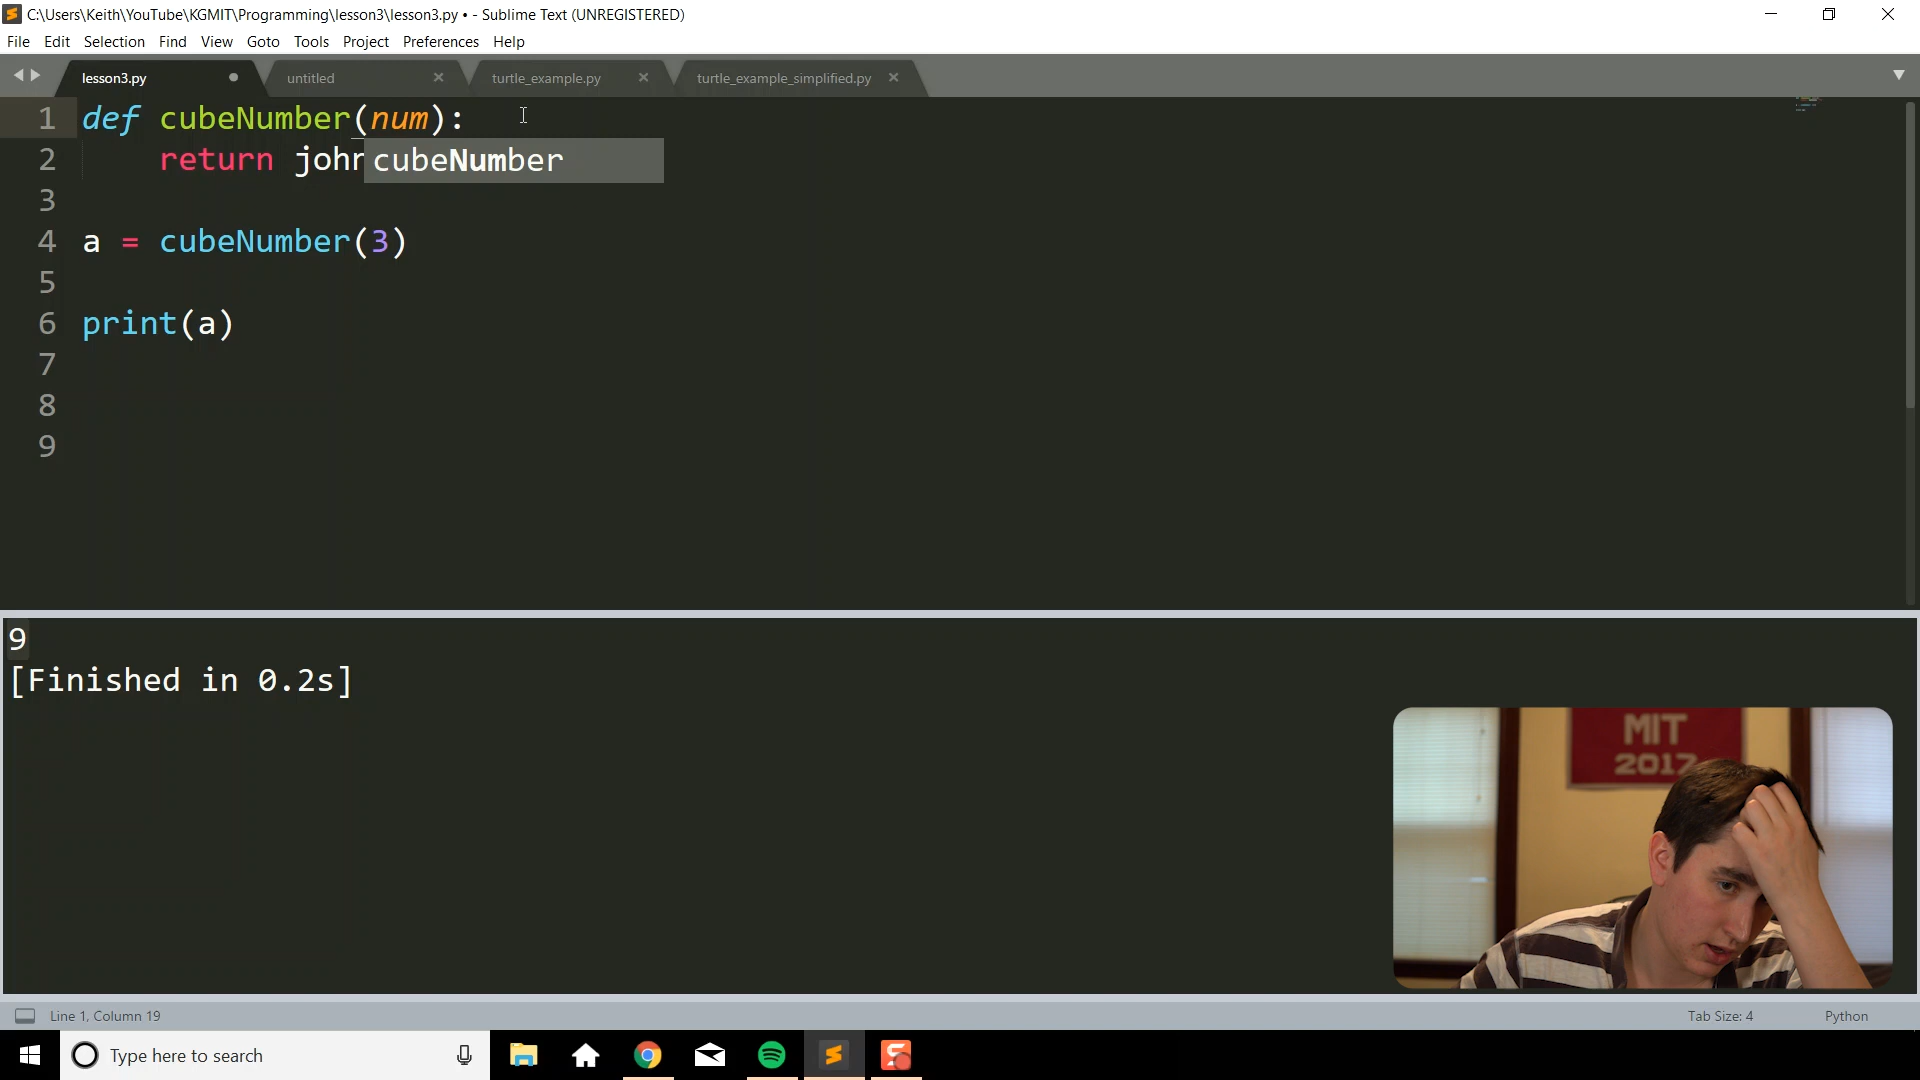 C:\Users\Keith\YouTube\KGMIT\Programming\lesson3\lesson3.py • - Sublime Text (UNREGISTERED)
File Edit Selection Find View Goto Tools Project Preferences Help
lesson3.py untitled turtle_example.py turtle_example_simplified.py
1 def cubeNumber(num):
2 return john cubeNumber
3
4 a = cubeNumber(3)
5
6 print(a)
7
8
9
9
[Finished in 0.2s]
MIT
2017
Line 1, Column 19 Tab Size: 4 Python
Type here to search